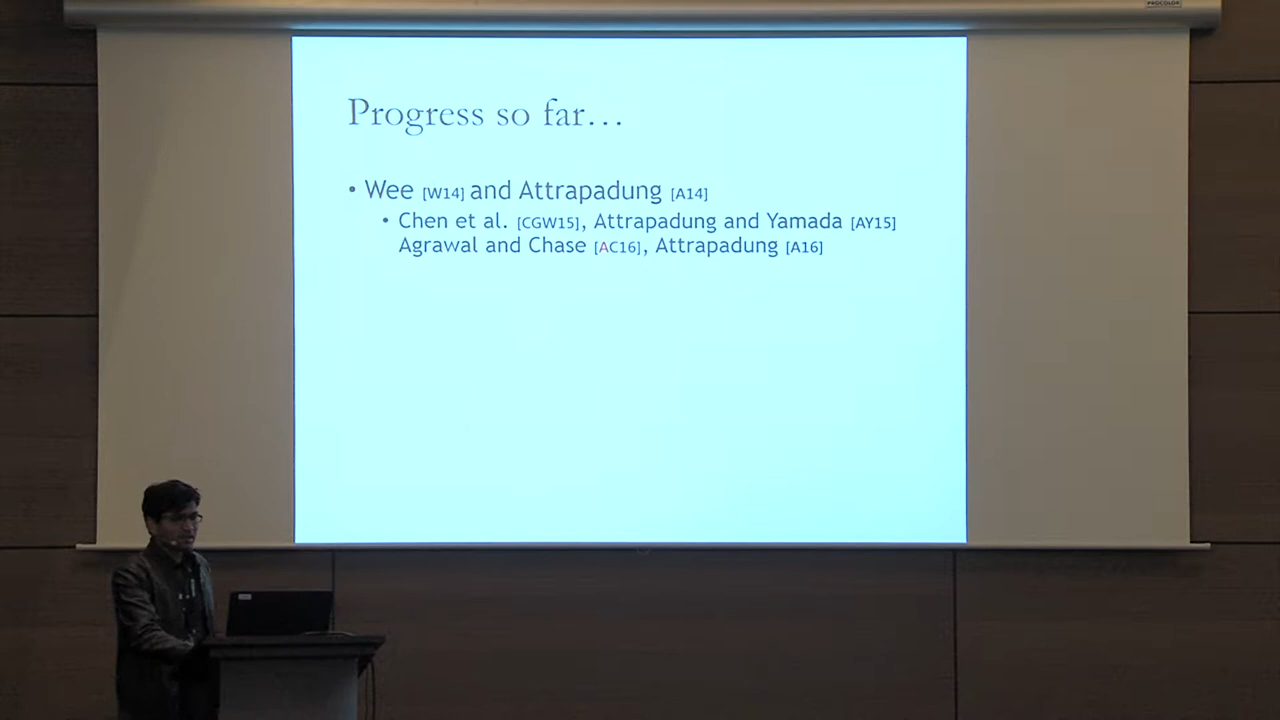 PROCOLOR
Progress so far…
• Wee [W14] and Attrapadung [A14]
• Chen et al. [CGW15], Attrapadung and Yamada [AY15]
Agrawal and Chase [AC16], Attrapadung [A16]